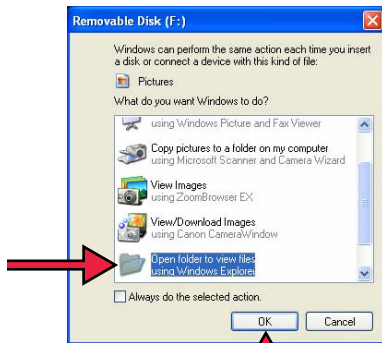 Removable Disk (F:)
Windows can perform the same action each time you insert
a disk or connect a device with this kind of file:
Pictures
What do you want Windows to do?
using Windows Picture and Fax Viewer
Copy pictures to a folder on my computer
using Microsoft Scanner and Camera Wizard
View Images
using ZoomBrowser EX
View/Download Images
using Canon CameraWindow
Open folder to view files
using Windows Explorer
Always do the selected action.
OK
Cancel